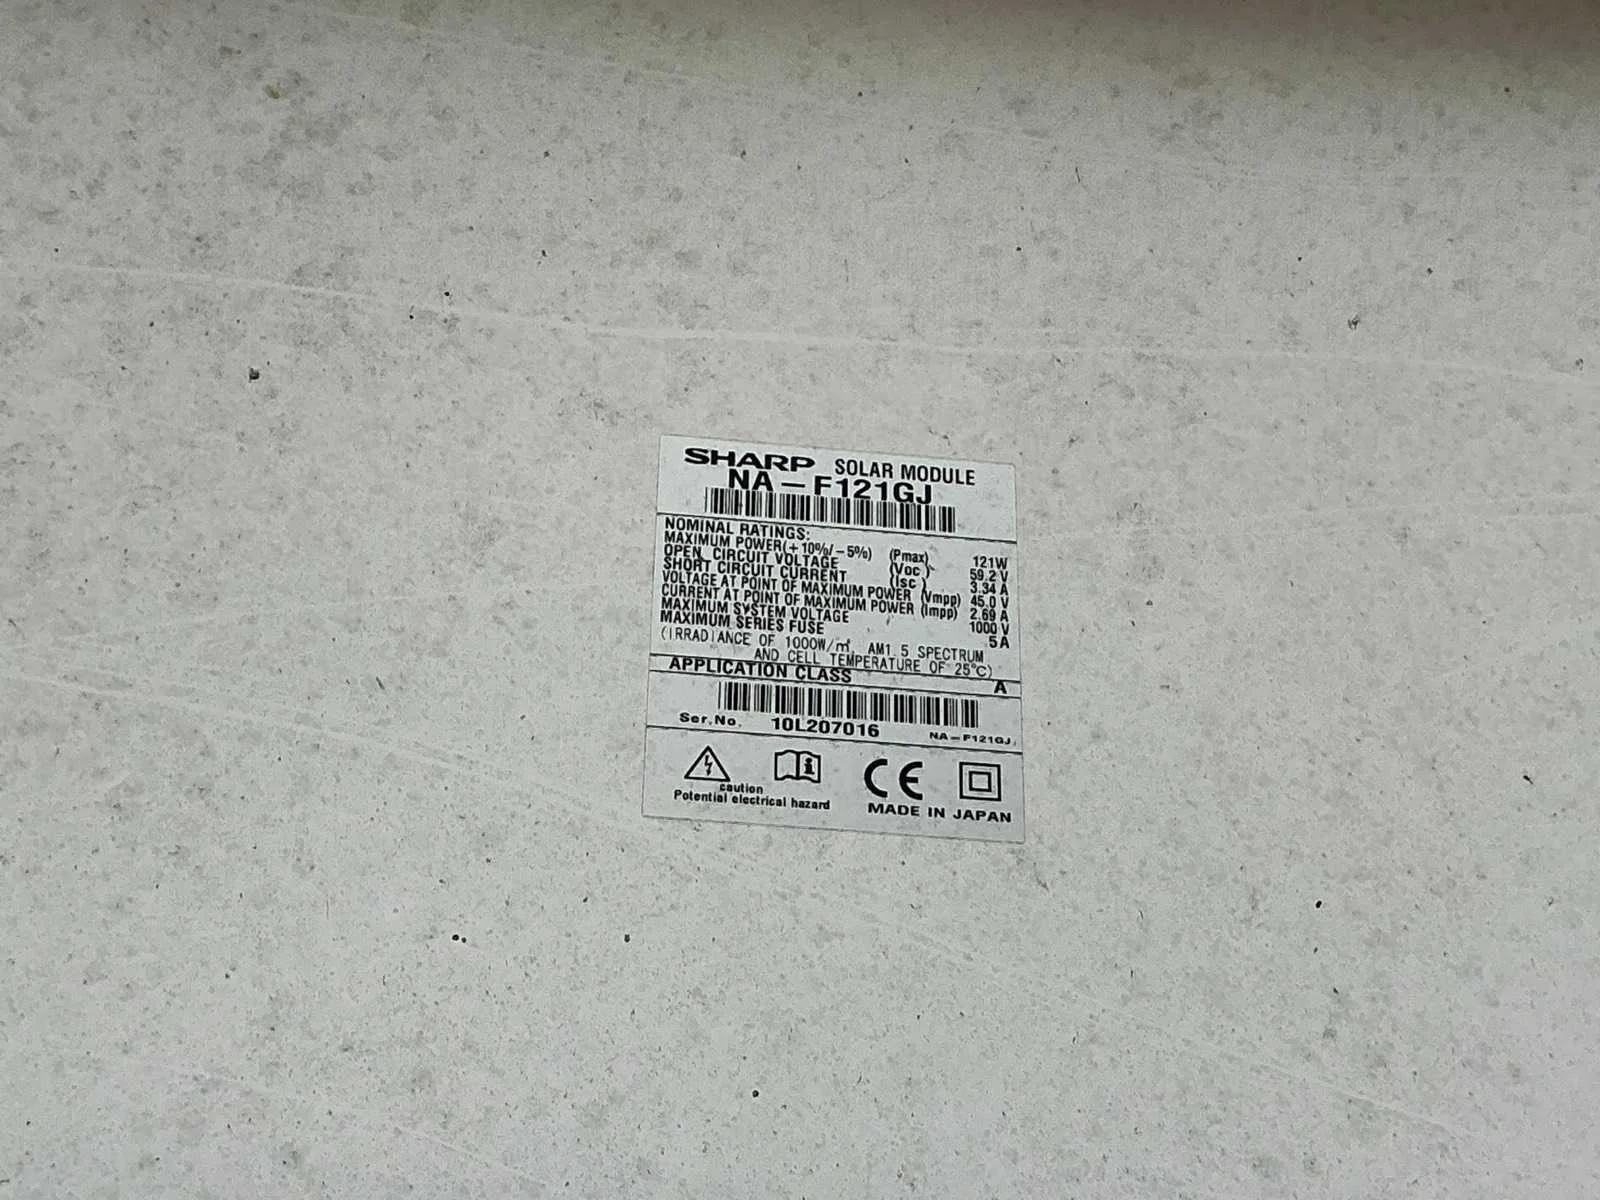 SHARP SOLAR MODULE
NA-F121GJ
NOMINAL RATINGS:
MAXIMUM POWER(+10%/-5%) (Pmax) 121W
OPEN CIRCUIT VOLTAGE (Voc) 59.2 V
SHORT CIRCUIT CURRENT (Isc) 3.34 A
VOLTAGE AT POINT OF MAXIMUM POWER (Vmpp) 45.0 V
CURRENT AT POINT OF MAXIMUM POWER (Impp) 2.69 A
MAXIMUM SYSTEM VOLTAGE 1000 V
MAXIMUM SERIES FUSE 5 A
(IRRADIANCE OF 1000W/㎡, AM1.5 SPECTRUM
AND CELL TEMPERATURE OF 25℃)
APPLICATION CLASS A
Ser.No. 10L207016 NA-F121GJ
caution
Potential electrical hazard
CE
MADE IN JAPAN